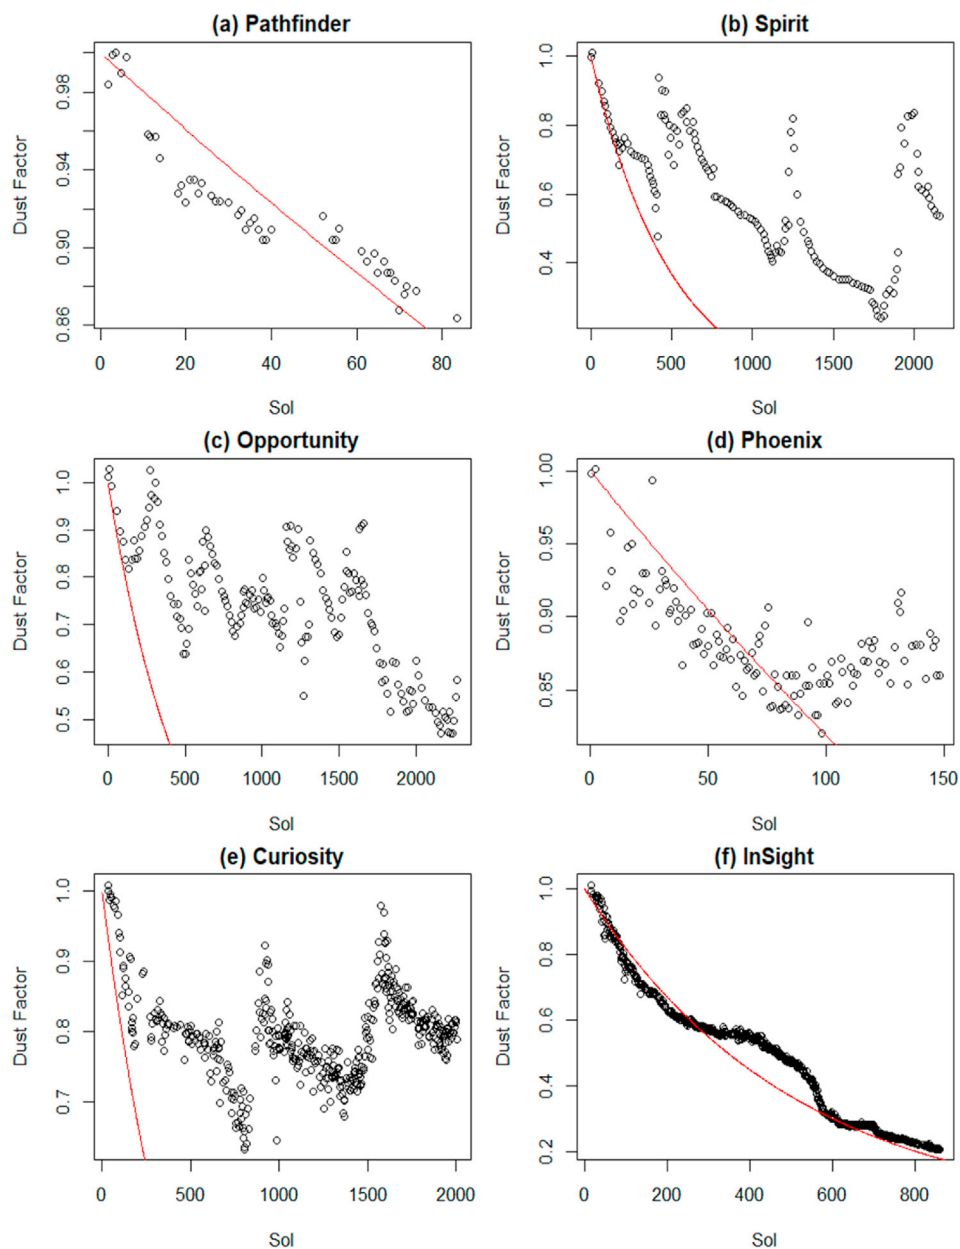 (a) Pathfinder
Dust Factor
0.98
0.94
0.90
0.86
0 20 40 60 80
Sol
(b) Spirit
Dust Factor
1.0
0.8
0.6
0.4
0 500 1000 1500 2000
Sol
(c) Opportunity
Dust Factor
1.0
0.9
0.8
0.7
0.6
0.5
0 500 1000 1500 2000
Sol
(d) Phoenix
Dust Factor
1.00
0.95
0.90
0.85
0 50 100 150
Sol
(e) Curiosity
Dust Factor
1.0
0.9
0.8
0.7
0 500 1000 1500 2000
Sol
(f) InSight
Dust Factor
1.0
0.8
0.6
0.4
0.2
0 200 400 600 800
Sol